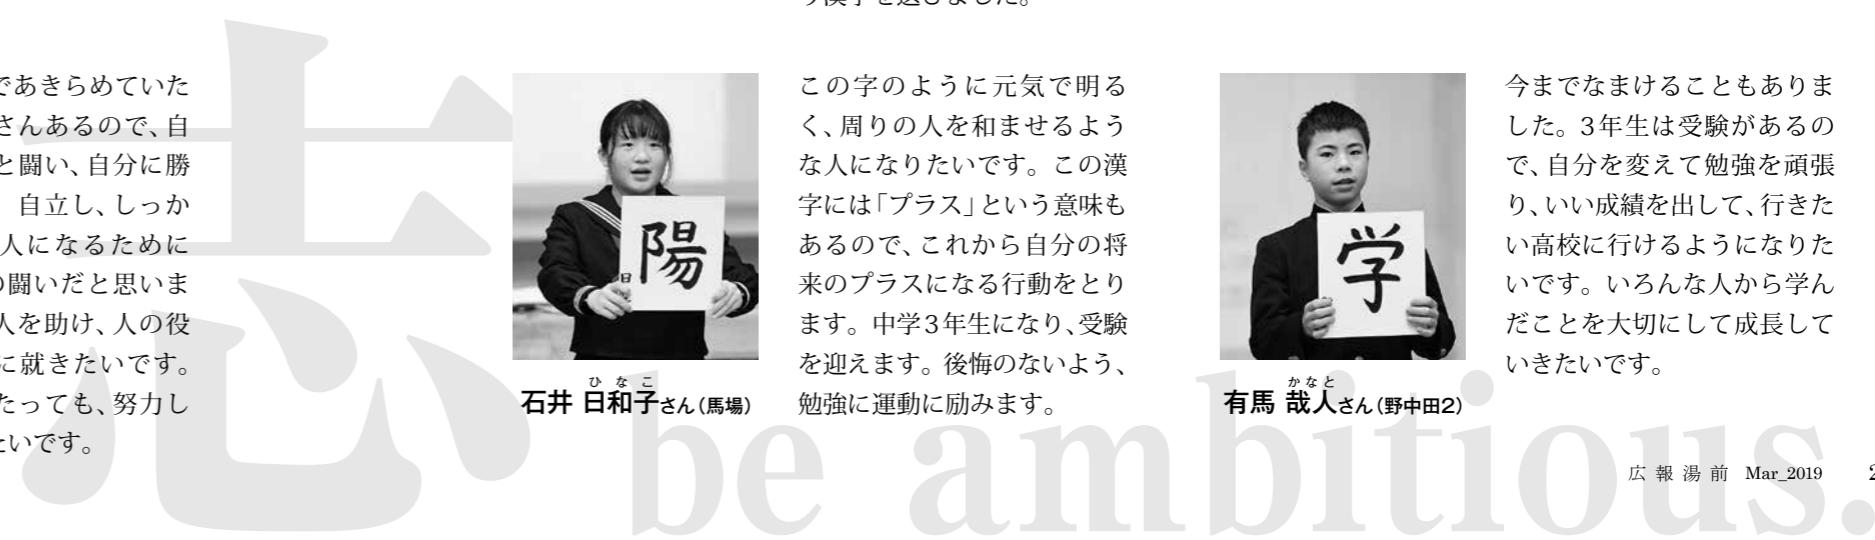 志
であきらめていた
さんあるので、自
と闘い、自分に勝
自立し、しっか
人になるために
の闘いだと思いま
人を助け、人の役
に就きたいです。
たっても、努力し
たいです。
陽
ひなこ
石井 日和子さん（馬場）
この字のように元気で明る
く、周りの人を和ませるよう
な人になりたいです。この漢
字には「プラス」という意味も
あるので、これから自分の将
来のプラスになる行動をとり
ます。中学3年生になり、受験
を迎えます。後悔のないよう、
勉強に運動に励みます。
学
かなと
有馬 哉人さん（野中田2）
今までなまけることもありま
した。3年生は受験があるの
で、自分を変えて勉強を頑張
り、いい成績を出して、行きた
い高校に行けるようになりた
いです。いろんな人から学ん
だことを大切にして成長して
いきたいです。
be ambitious.
広報湯前 Mar_2019